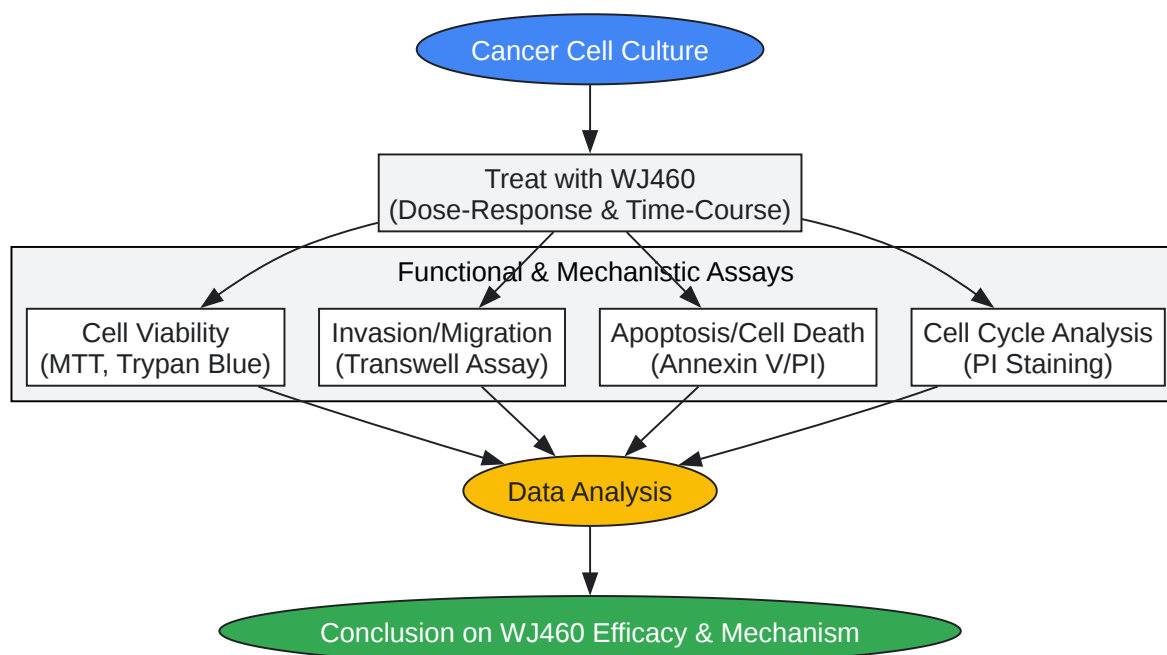 Cancer Cell Culture
Treat with WJ460
(Dose-Response & Time-Course)
Functional & Mechanistic Assays
Cell Viability
(MTT, Trypan Blue)
Invasion/Migration
(Transwell Assay)
Apoptosis/Cell Death
(Annexin V/PI)
Cell Cycle Analysis
(PI Staining)
Data Analysis
Conclusion on WJ460 Efficacy & Mechanism